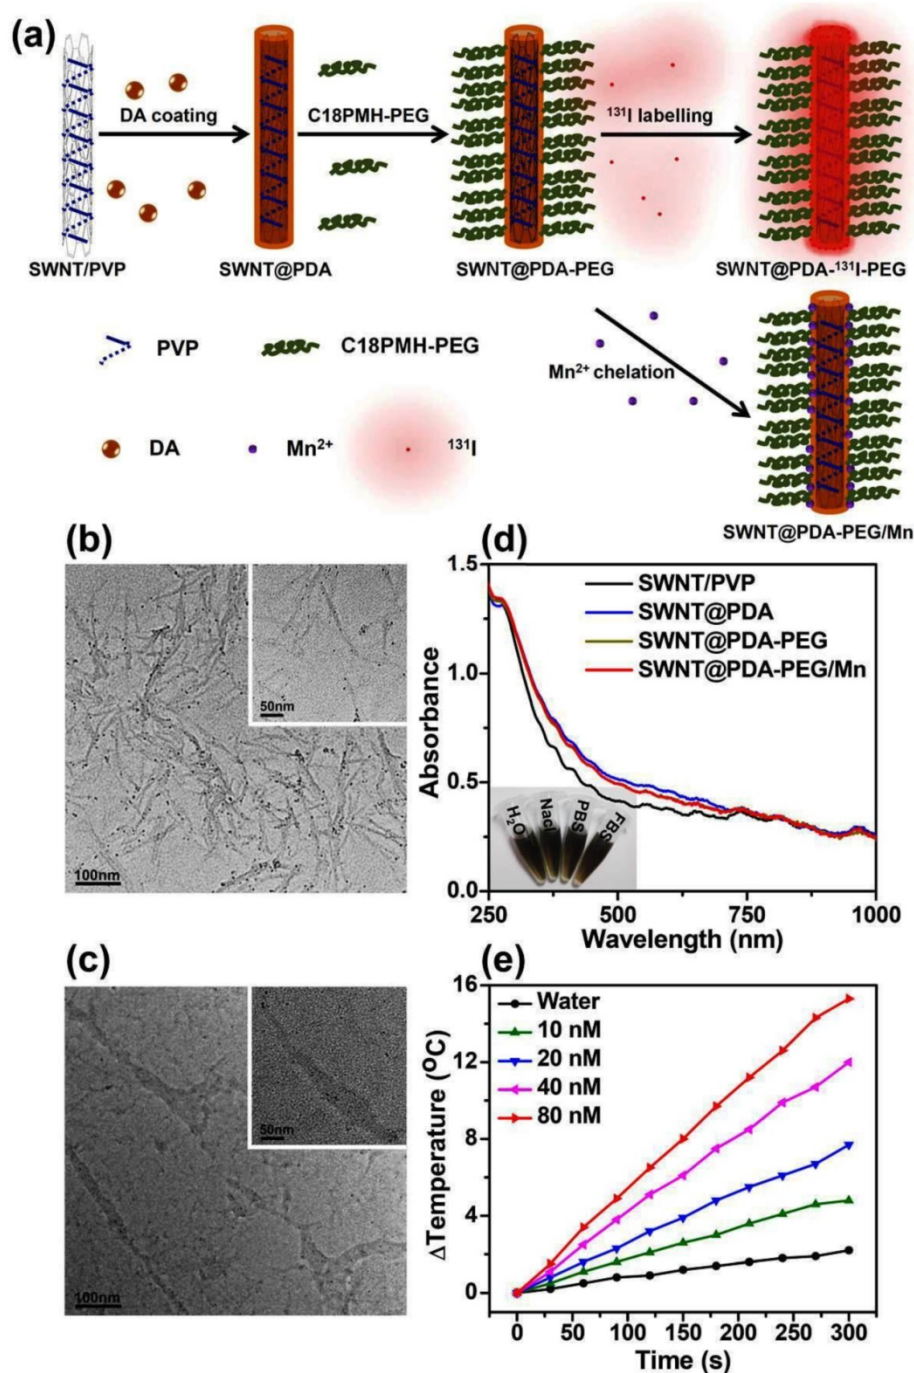 (a)
DA coating
C18PMH-PEG
¹³¹I labelling
SWNT/PVP
SWNT@PDA
SWNT@PDA-PEG
SWNT@PDA-¹³¹I-PEG
PVP
C18PMH-PEG
Mn²⁺ chelation
DA
Mn²⁺
¹³¹I
SWNT@PDA-PEG/Mn
(b)
50nm
100nm
(d)
1.5
1.0
0.5
0.0
Absorbance
SWNT/PVP
SWNT@PDA
SWNT@PDA-PEG
SWNT@PDA-PEG/Mn
H₂O
Nacl
PBS
FBS
250
500
750
1000
Wavelength (nm)
(c)
50nm
100nm
(e)
16
12
8
4
0
ΔTemperature (°C)
Water
10 nM
20 nM
40 nM
80 nM
0
50
100
150
200
250
300
Time (s)